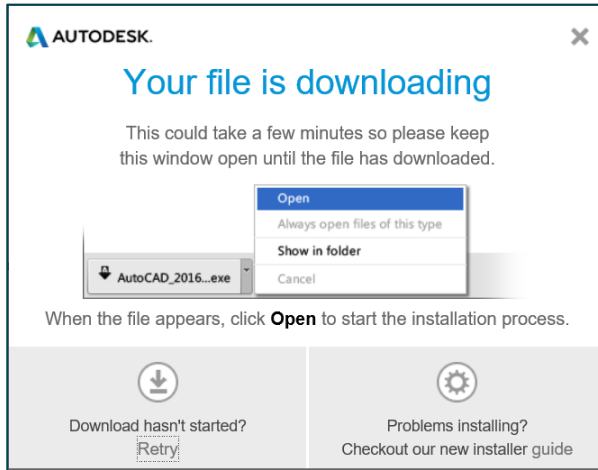 AUTODESK.
Your file is downloading
This could take a few minutes so please keep
this window open until the file has downloaded.
Open
Always open files of this type
Show in folder
Cancel
AutoCAD_2016...exe
When the file appears, click Open to start the installation process.
Download hasn't started?
Retry
Problems installing?
Checkout our new installer guide